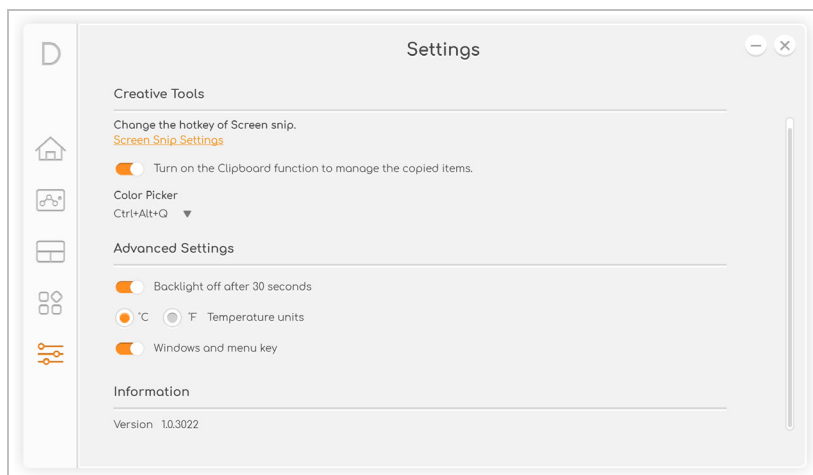 D
Settings
Creative Tools
Change the hotkey of Screen snip.
Screen Snip Settings
Turn on the Clipboard function to manage the copied items.
Color Picker
Ctrl+Alt+Q
Advanced Settings
Backlight off after 30 seconds
°C °F Temperature units
Windows and menu key
Information
Version 1.0.3022